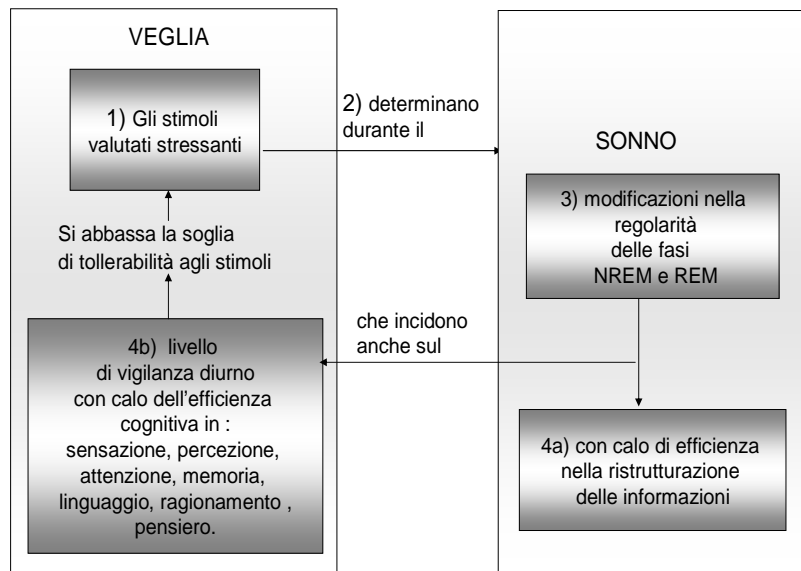 VEGLIA
1) Gli stimoli
valutati stressanti
2) determinano
durante il
SONNO
3) modificazioni nella
regolarità
delle fasi
NREM e REM
Si abbassa la soglia
di tollerabilità agli stimoli
che incidono
anche sul
4b) livello
di vigilanza diurno
con calo dell'efficienza
cognitiva in :
sensazione, percezione,
attenzione, memoria,
linguaggio, ragionamento ,
pensiero.
4a) con calo di efficienza
nella ristrutturazione
delle informazioni